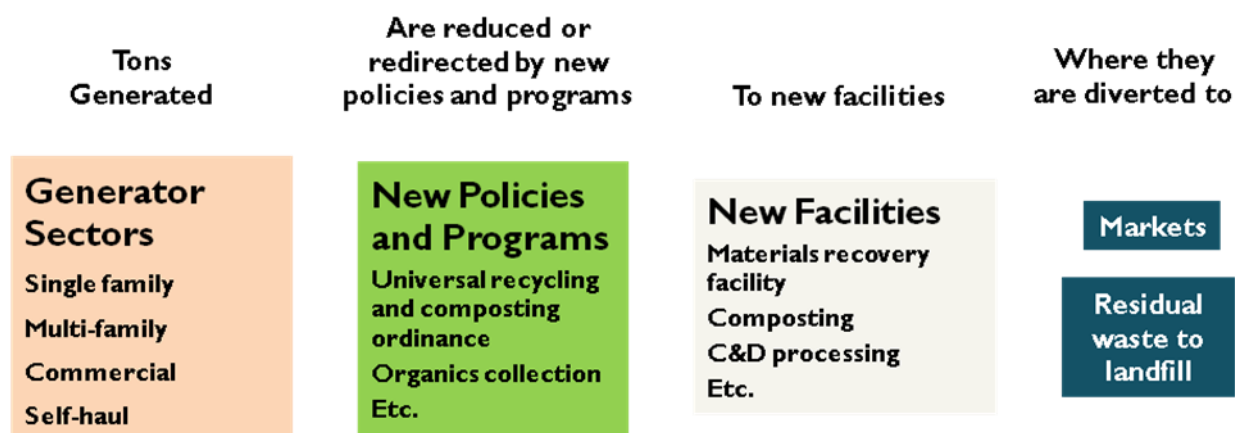 Tons
Generated
Are reduced or
redirected by new
policies and programs
To new facilities
Where they
are diverted to
Generator
Sectors
Single family
Multi-family
Commercial
Self-haul
New Policies
and Programs
Universal recycling
and composting
ordinance
Organics collection
Etc.
New Facilities
Materials recovery
facility
Composting
C&D processing
Etc.
Markets
Residual
waste to
landfill